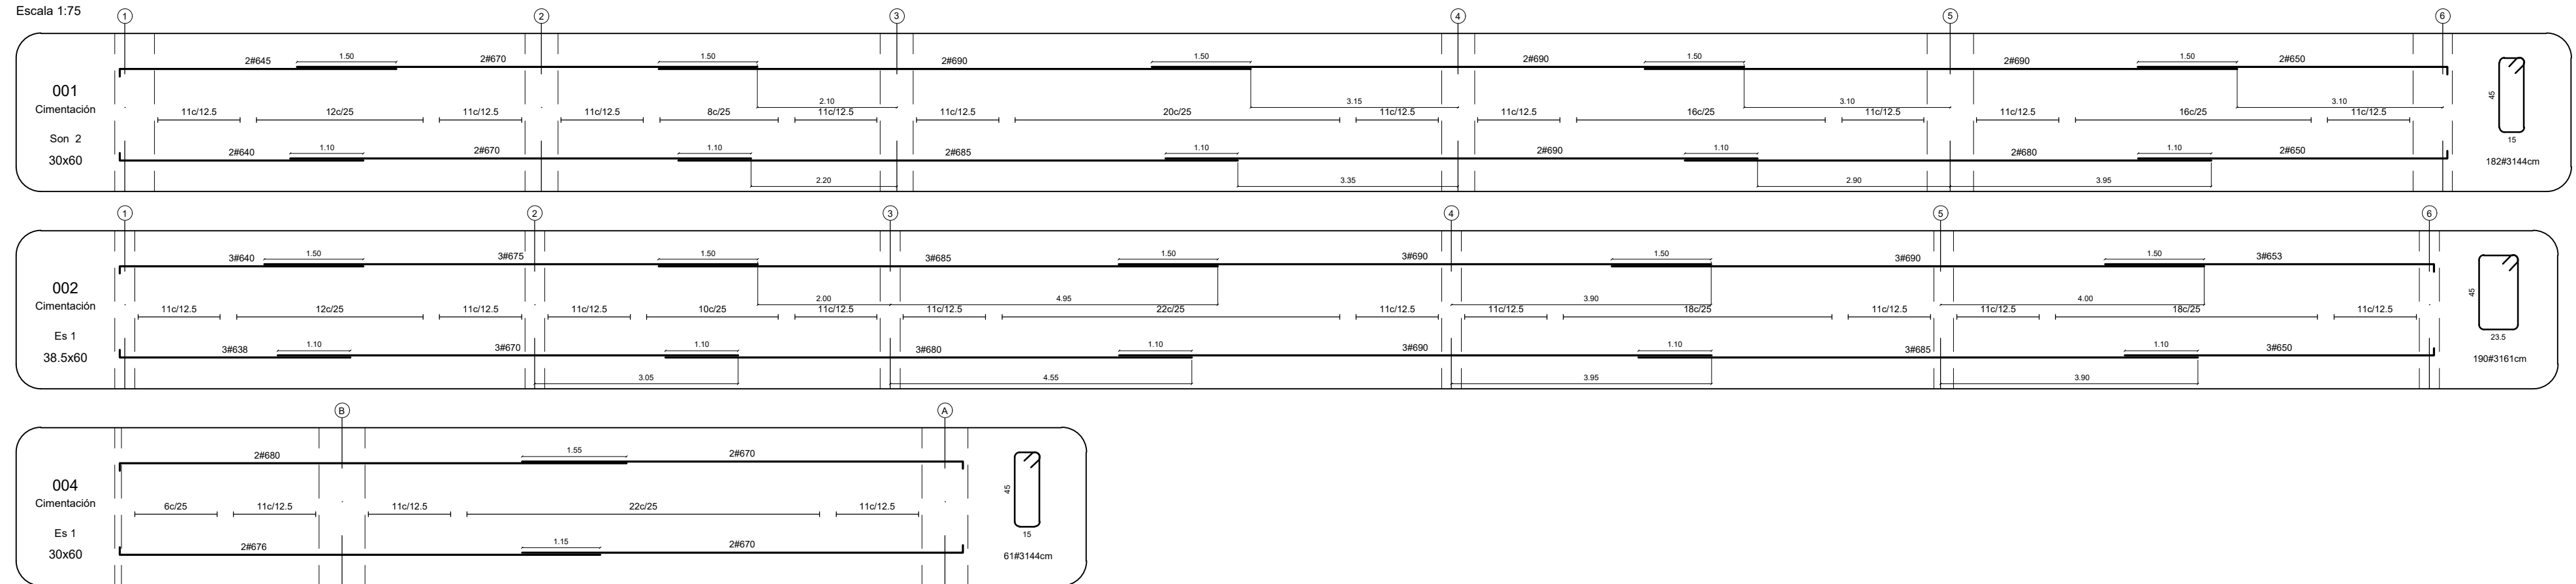 Escala 1:75
1 2 3 4 5 6
2#645 1.50 2#670 1.50 2#690 1.50 2#690 1.50 2#690 1.50 2#650
001
Cimentación
Son 2
30x60
2.10 3.15 3.10 3.10
11c/12.5 12c/25 11c/12.5 11c/12.5 8c/25 11c/12.5 11c/12.5 20c/25 11c/12.5 11c/12.5 16c/25 11c/12.5 11c/12.5 16c/25 11c/12.5
2#640 1.10 2#670 1.10 2#685 1.10 2#690 1.10 2#680 1.10 2#650
2.20 3.35 2.90 3.95
45
15
182#3144cm
1 2 3 4 5 6
3#640 1.50 3#675 1.50 3#685 1.50 3#690 1.50 3#690 1.50 3#653
002
Cimentación
Es 1
38.5x60
2.00 4.95 3.90 4.00
11c/12.5 12c/25 11c/12.5 11c/12.5 10c/25 11c/12.5 11c/12.5 22c/25 11c/12.5 11c/12.5 18c/25 11c/12.5 11c/12.5 18c/25 11c/12.5
3#638 1.10 3#670 1.10 3#680 1.10 3#690 1.10 3#685 1.10 3#650
3.05 4.55 3.95 3.90
45
23.5
190#3161cm
B A
2#680 1.55 2#670
004
Cimentación
Es 1
30x60
6c/25 11c/12.5 11c/12.5 22c/25 11c/12.5
2#676 1.15 2#670
45
15
61#3144cm